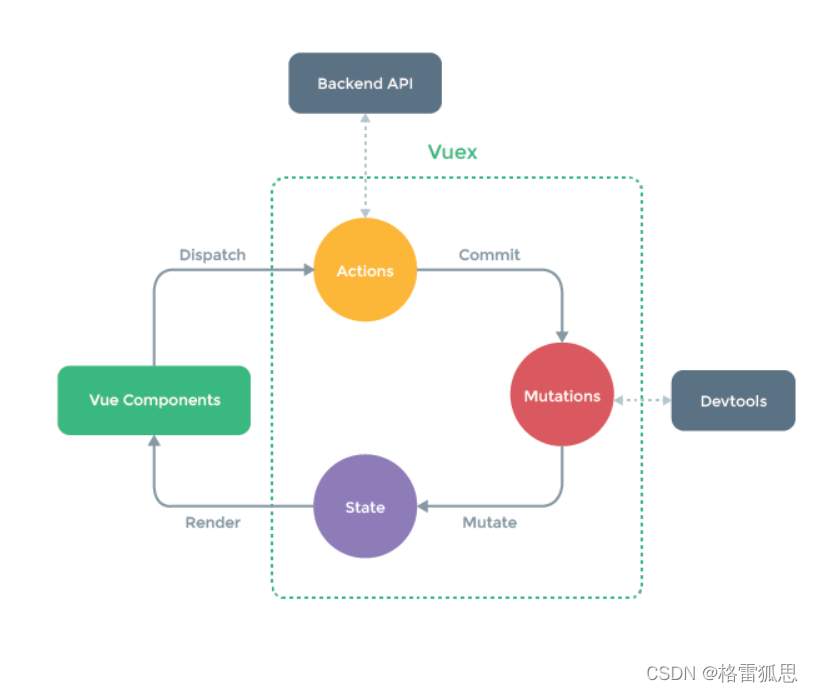 Backend API
Vuex
Dispatch
Actions
Commit
Vue Components
Mutations
Devtools
State
Render
Mutate
CSDN @格雷狐思